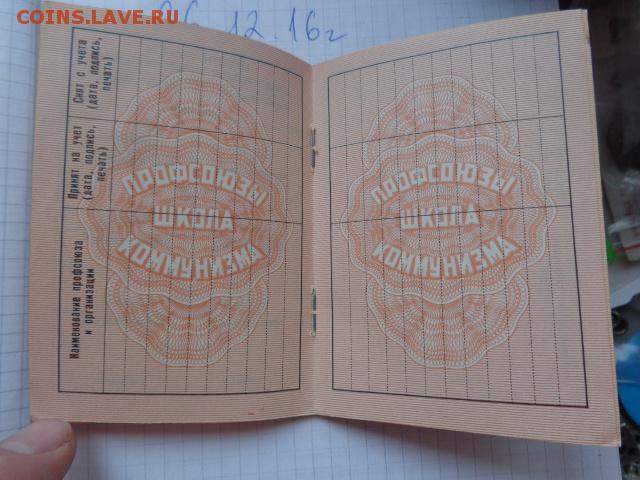 COINS.LAVE.RU
26.12.16г
Наименование профсоюза
и организации
Принят на учет
(дата, подпись,
печать)
Снят с учета
(дата, подпись,
печать)
ПРОФСОЮЗЫ
ШКОЛА
КОММУНИЗМА
ПРОФСОЮЗЫ
ШКОЛА
КОММУНИЗМА